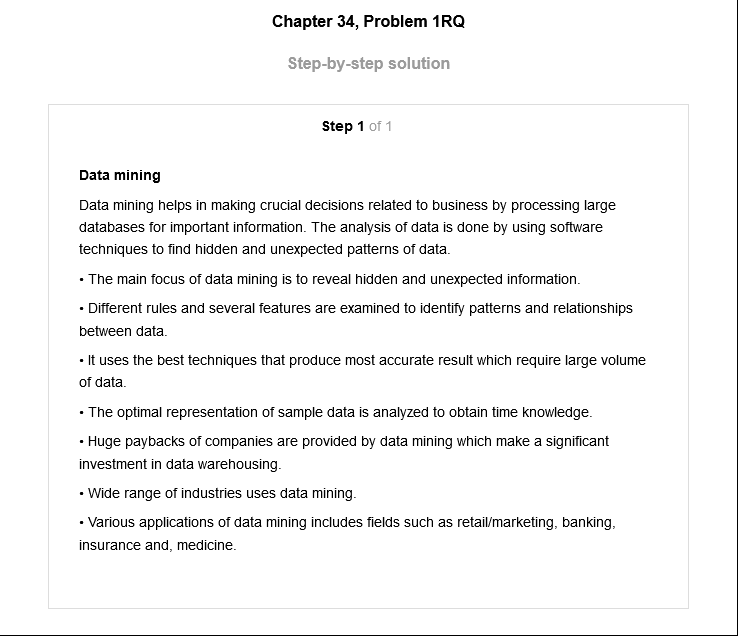 Chapter 34, Problem 1RQ
Step-by-step solution
Step 1 of 1
Data mining
Data mining helps in making crucial decisions related to business by processing large
databases for important information. The analysis of data is done by using software
techniques to find hidden and unexpected patterns of data.
• The main focus of data mining is to reveal hidden and unexpected information.
• Different rules and several features are examined to identify patterns and relationships
between data.
• It uses the best techniques that produce most accurate result which require large volume
of data.
• The optimal representation of sample data is analyzed to obtain time knowledge.
• Huge paybacks of companies are provided by data mining which make a significant
investment in data warehousing.
• Wide range of industries uses data mining.
• Various applications of data mining includes fields such as retail/marketing, banking,
insurance and, medicine.